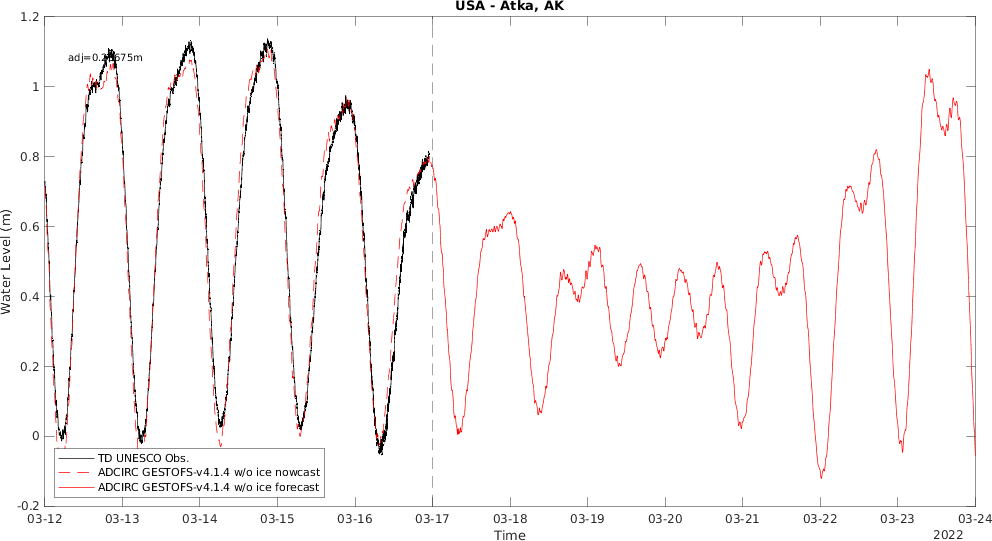 USA - Atka, AK
1.2
1
0.8
0.6
0.4
0.2
0
-0.2
Water Level (m)
TD UNESCO Obs.
ADCIRC GESTOFS-v4.1.4 w/o ice nowcast
ADCIRC GESTOFS-v4.1.4 w/o ice forecast
03-12 03-13 03-14 03-15 03-16 03-17 03-18 03-19 03-20 03-21 03-22 03-23 03-24
Time
2022